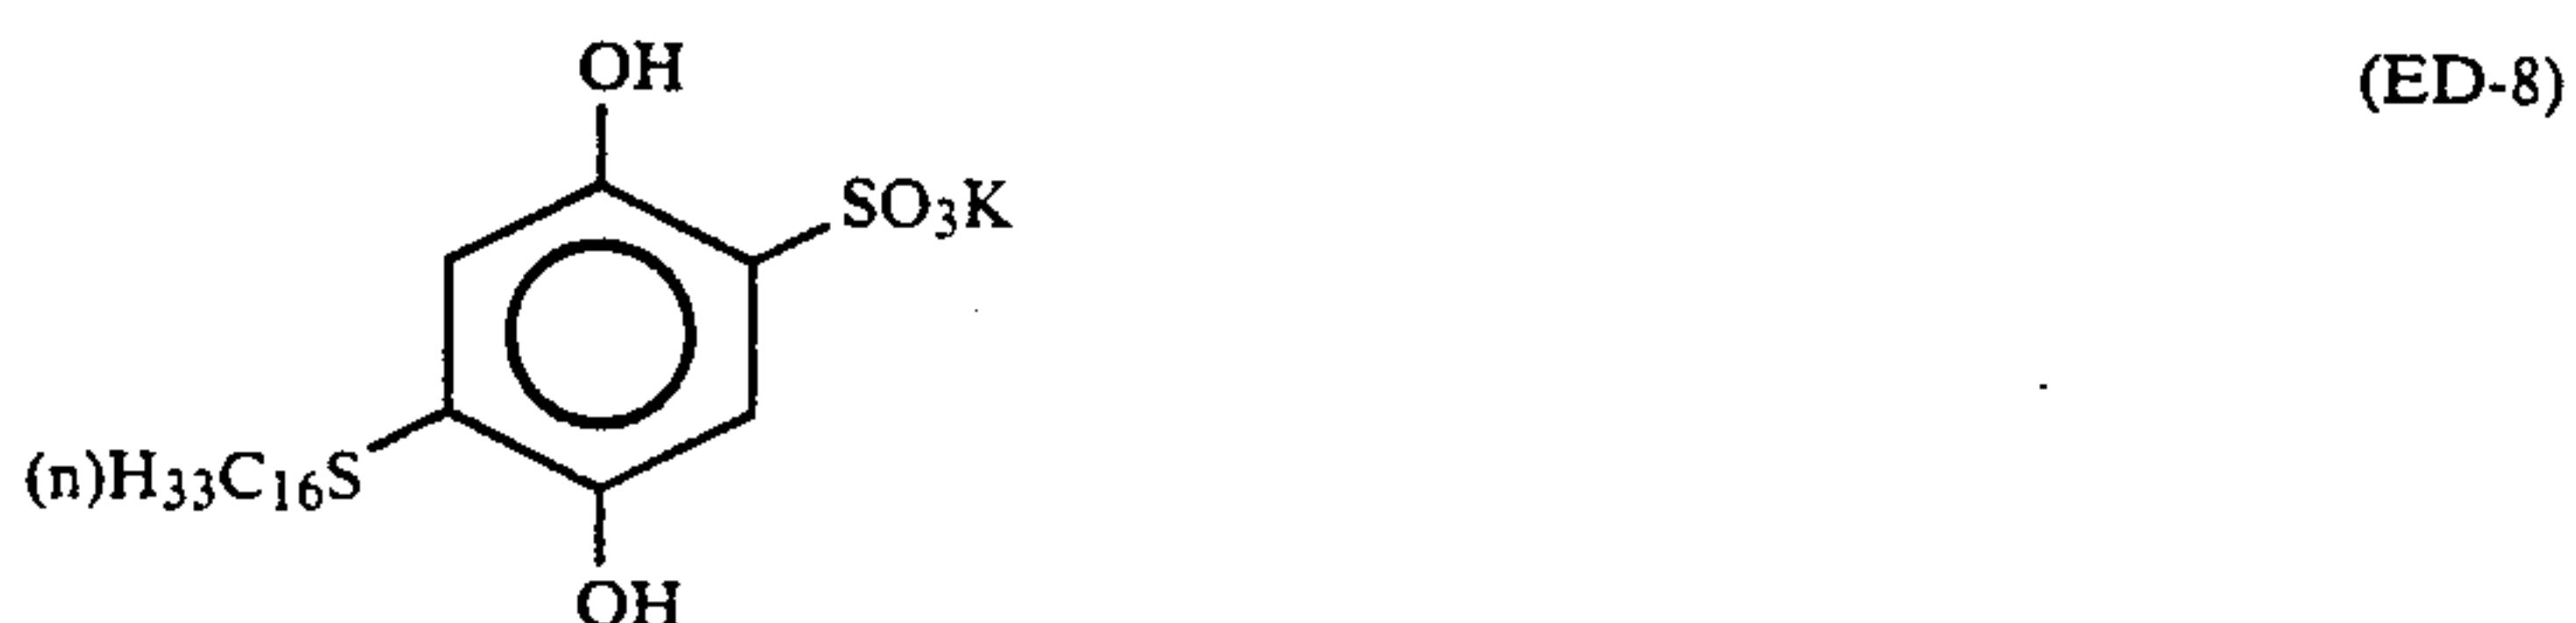 OH
(ED-8)
SO₃K
(n)H₃₃C₁₆S
OH